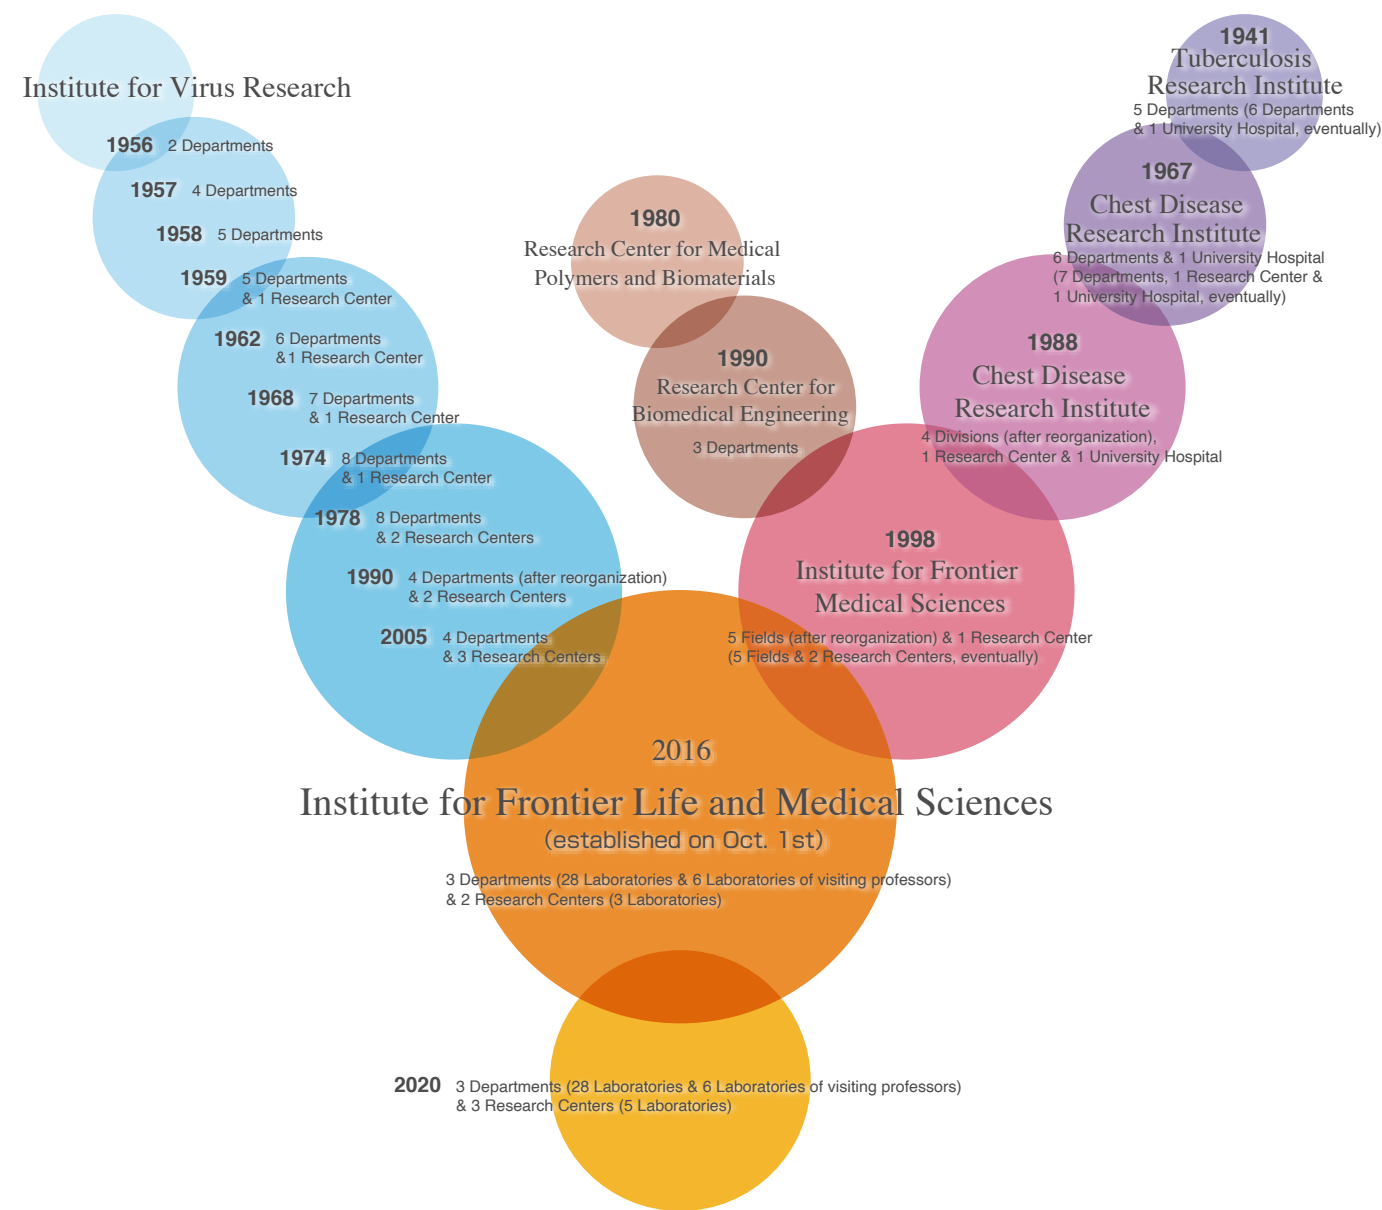 Institute for Virus Research
1956 2 Departments
1957 4 Departments
1958 5 Departments
1959 5 Departments
& 1 Research Center
1962 6 Departments
&1 Research Center
1968 7 Departments
& 1 Research Center
1974 8 Departments
& 1 Research Center
1978 8 Departments
& 2 Research Centers
1990 4 Departments (after reorganization)
& 2 Research Centers
2005 4 Departments
& 3 Research Centers
1980
Research Center for Medical
Polymers and Biomaterials
1990
Research Center for
Biomedical Engineering
3 Departments
1941
Tuberculosis
Research Institute
5 Departments (6 Departments
& 1 University Hospital, eventually)
1967
Chest Disease
Research Institute
6 Departments & 1 University Hospital
(7 Departments, 1 Research Center &
1 University Hospital, eventually)
1988
Chest Disease
Research Institute
4 Divisions (after reorganization),
1 Research Center & 1 University Hospital
1998
Institute for Frontier
Medical Sciences
5 Fields (after reorganization) & 1 Research Center
(5 Fields & 2 Research Centers, eventually)
2016
Institute for Frontier Life and Medical Sciences
(established on Oct. 1st)
3 Departments (28 Laboratories & 6 Laboratories of visiting professors)
& 2 Research Centers (3 Laboratories)
2020 3 Departments (28 Laboratories & 6 Laboratories of visiting professors)
& 3 Research Centers (5 Laboratories)